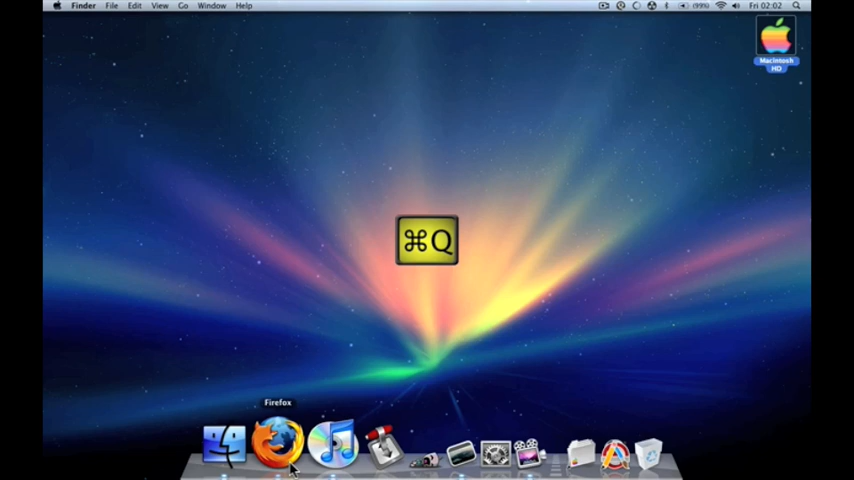 Finder File Edit View Go Window Help (99%) Fri 02:02
Macintosh
HD
⌘Q
Firefox